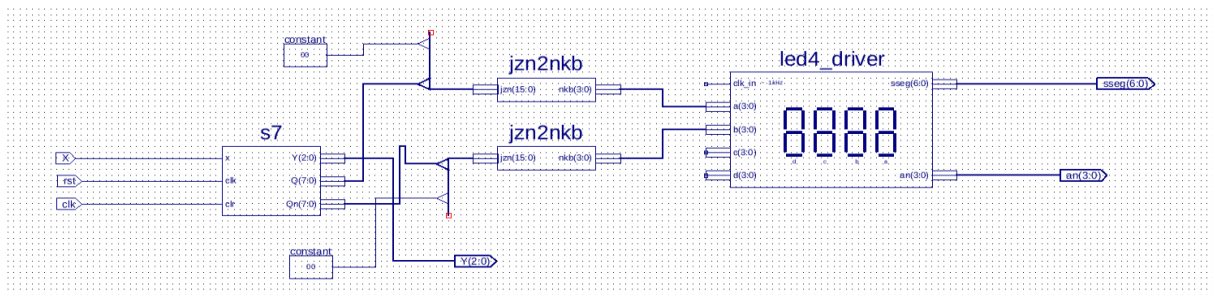 constant
00
jzn2nkb
jzn(15:0) nkb(3:0)
led4_driver
clk_in ~1kHz sseg(6:0)
a(3:0)
b(3:0)
c(3:0)
d(3:0) an(3:0)
d c b a
sseg(6:0)
an(3:0)
s7
x Y(2:0)
clk Q(7:0)
clr Qn(7:0)
X
rst
clk
jzn2nkb
jzn(15:0) nkb(3:0)
constant
00
Y(2:0)